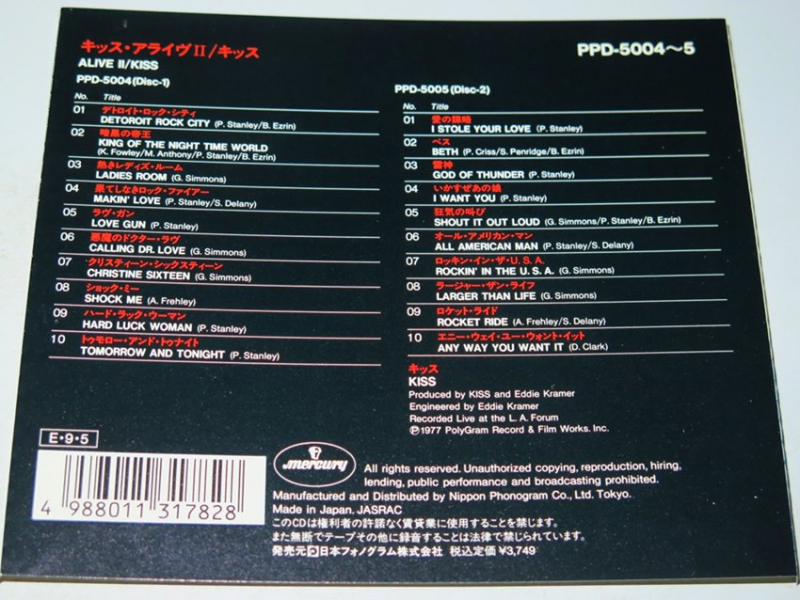 キッス・アライヴII/キッス
PPD-5004〜5
ALIVE II/KISS
PPD-5004(Disc-1)
No. Title
01 デトロイト・ロック・シティ
DETOROIT ROCK CITY (P. Stanley/B. Ezrin)
02 暗黒の帝王
KING OF THE NIGHT TIME WORLD
(K. Fowley/M. Anthony/P. Stanley/B. Ezrin)
03 熱きレディズ・ルーム
LADIES ROOM (G. Simmons)
04 果てしなきロック・ファイアー
MAKIN' LOVE (P. Stanley/S. Delany)
05 ラヴ・ガン
LOVE GUN (P. Stanley)
06 悪魔のドクター・ラヴ
CALLING DR. LOVE (G. Simmons)
07 クリスティーン・シックスティーン
CHRISTINE SIXTEEN (G. Simmons)
08 ショック・ミー
SHOCK ME (A. Frehley)
09 ハード・ラック・ウーマン
HARD LUCK WOMAN (P. Stanley)
10 トゥモロー・アンド・トゥナイト
TOMORROW AND TONIGHT (P. Stanley)
PPD-5005(Disc-2)
No. Title
01 愛の謀略
I STOLE YOUR LOVE (P. Stanley)
02 ベス
BETH (P. Criss/S. Penridge/B. Ezrin)
03 雷神
GOD OF THUNDER (P. Stanley)
04 いかすぜあの娘
I WANT YOU (P. Stanley)
05 狂気の叫び
SHOUT IT OUT LOUD (G. Simmons/P. Stanley/B. Ezrin)
06 オール・アメリカン・マン
ALL AMERICAN MAN (P. Stanley/S. Delany)
07 ロッキン・イン・ザ・U.S.A.
ROCKIN' IN THE U.S.A. (G. Simmons)
08 ラージャー・ザン・ライフ
LARGER THAN LIFE (G. Simmons)
09 ロケット・ライド
ROCKET RIDE (A. Frehley/S. Delany)
10 エニー・ウェイ・ユー・ウォント・イット
ANY WAY YOU WANT IT (D. Clark)
キッス
KISS
Produced by KISS and Eddie Kramer
Engineered by Eddie Kramer
Recorded Live at the L.A. Forum
Ⓟ1977 PolyGram Record & Film Works. Inc.
E・9・5
4 988011 317828
mercury
All rights reserved. Unauthorized copying, reproduction, hiring,
lending, public performance and broadcasting prohibited.
Manufactured and Distributed by Nippon Phonogram Co., Ltd. Tokyo.
Made in Japan, JASRAC
このCDは権利者の許諾なく賃貸業に使用することを禁じます。
また無断でテープその他に録音することは法律で禁じられています。
発売元 日本フォノグラム株式会社 税込定価 ¥3,749